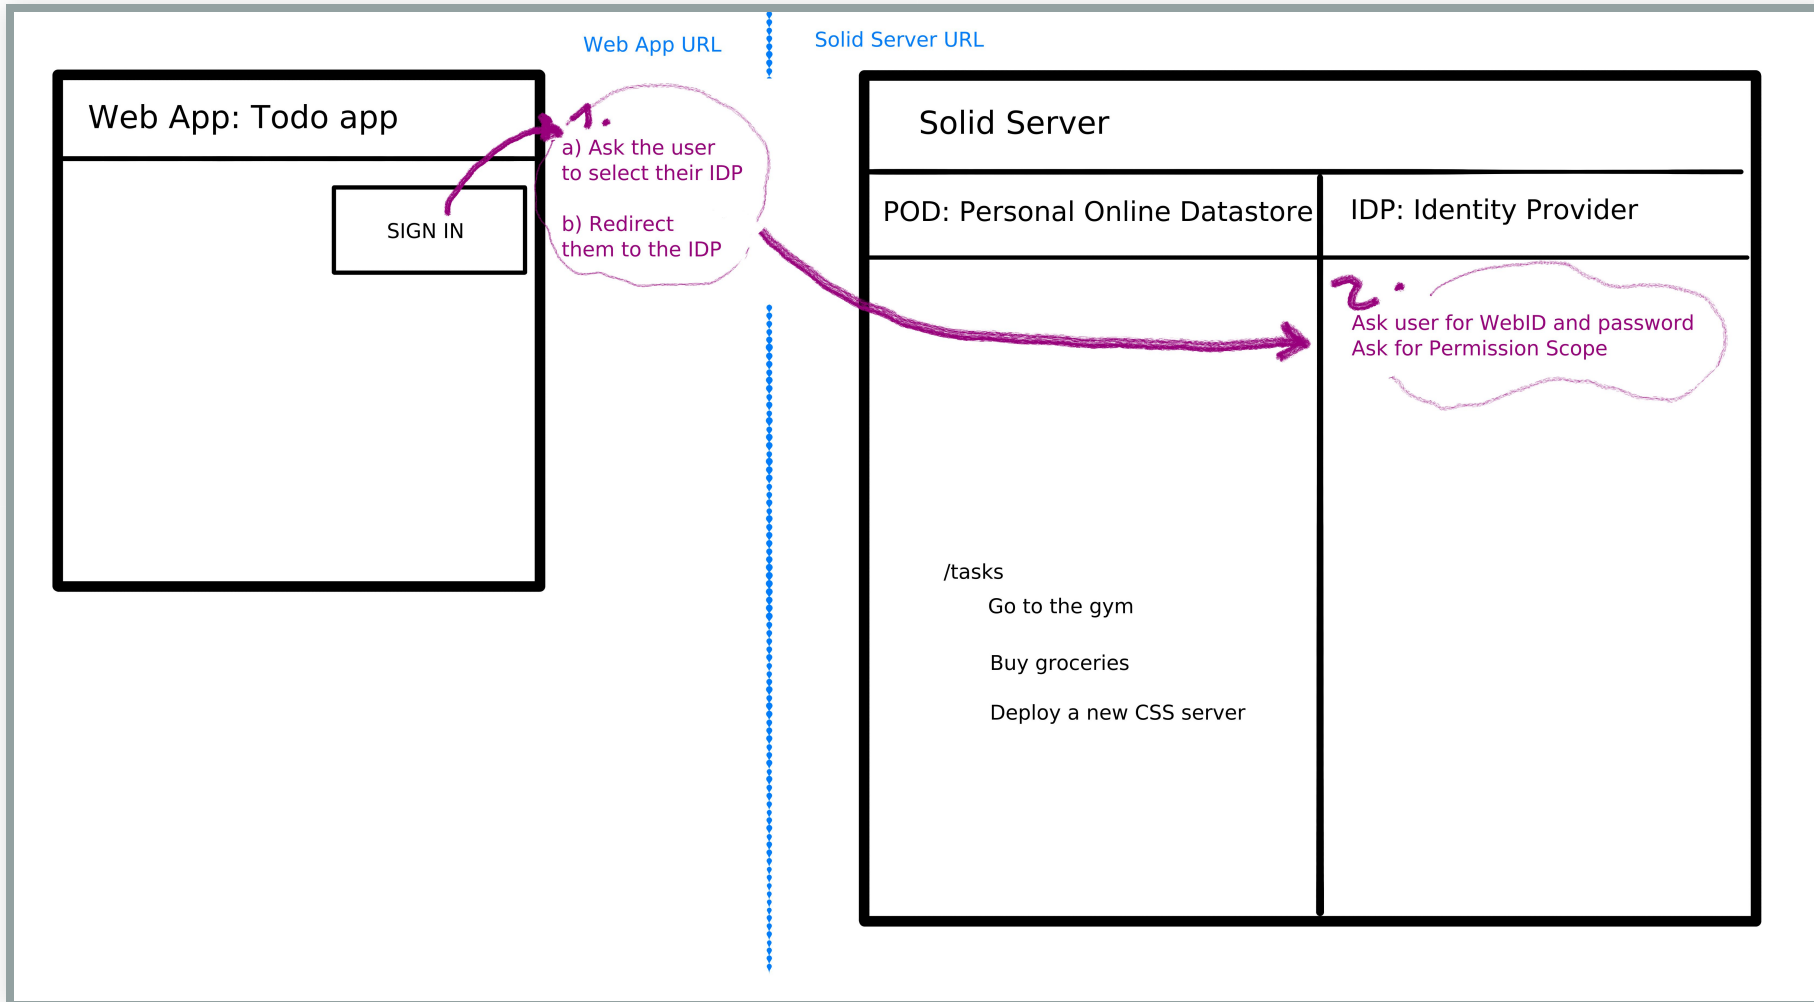 Web App URL
Solid Server URL
Web App: Todo app
SIGN IN
1.
a) Ask the user
to select their IDP
b) Redirect
them to the IDP
Solid Server
POD: Personal Online Datastore
IDP: Identity Provider
2.
Ask user for WebID and password
Ask for Permission Scope
/tasks
Go to the gym
Buy groceries
Deploy a new CSS server